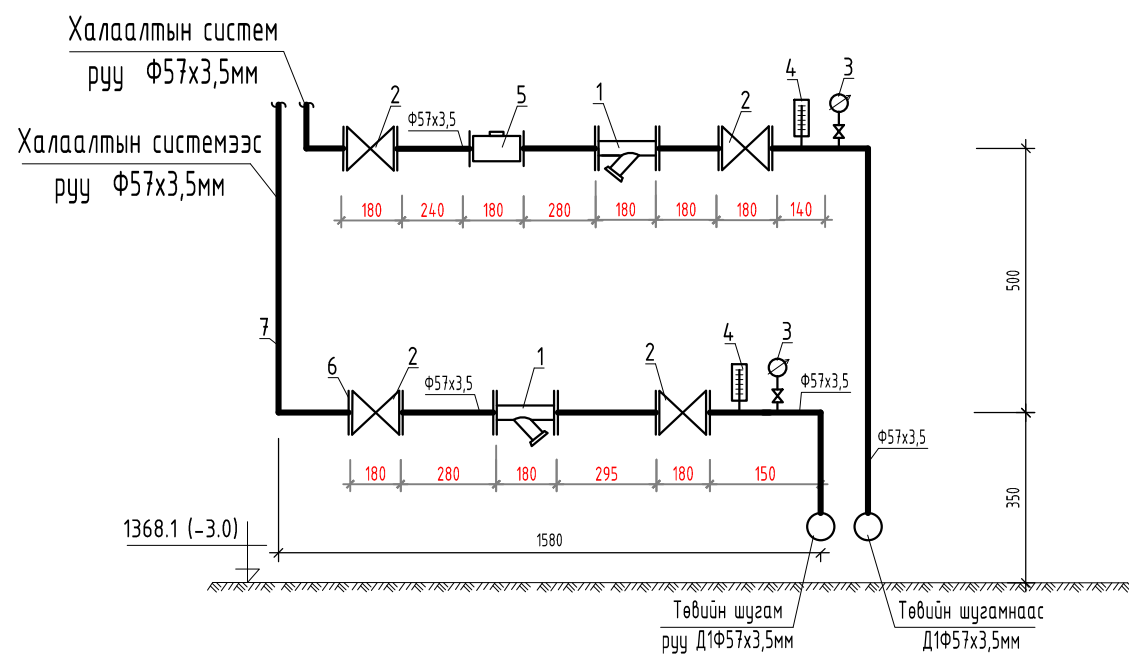 Халаалтын систем
руу Ф57х3,5мм
Халаалтын системээс
руу Ф57х3,5мм
2
Ф57х3,5
5
1
2
4
3
180
240
180
280
180
180
180
140
500
7
6
2
Ф57х3,5
1
2
4
3
Ф57х3,5
Ф57х3,5
180
280
180
295
180
150
350
1368.1 (-3.0)
1580
Төвийн шугам
руу Д1Ф57х3,5мм
Төвийн шугамнаас
Д1Ф57х3,5мм